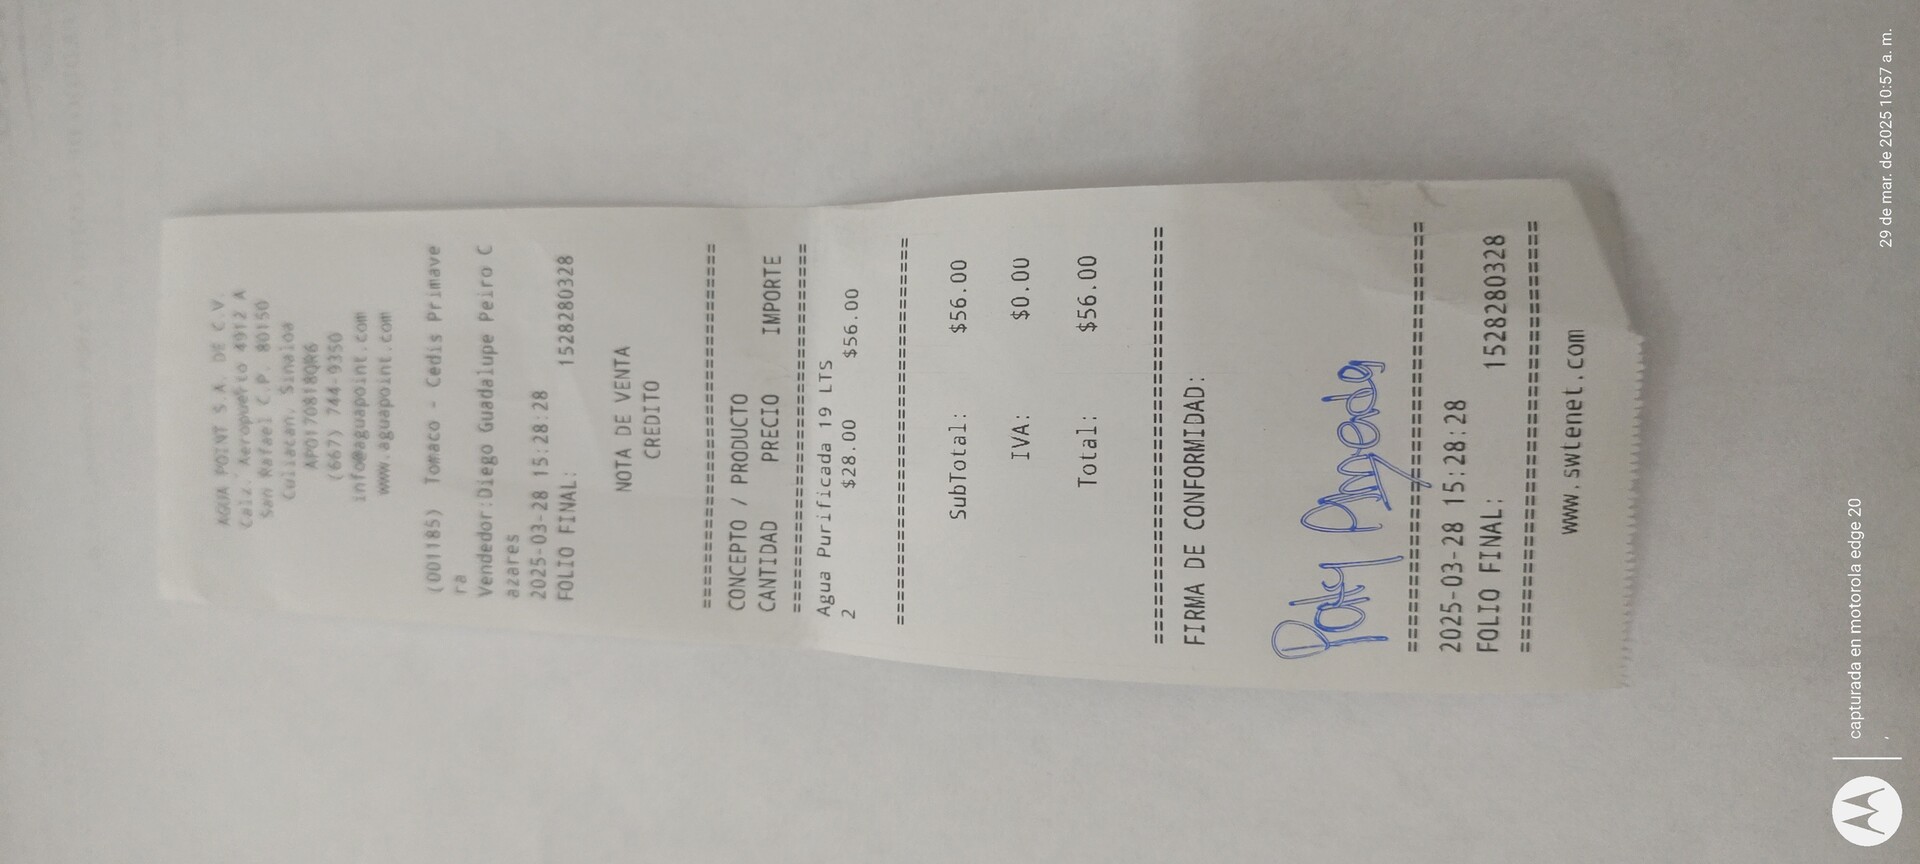 AGUA POINT S.A. DE C.V.
Calz. Aeropuerto 4912 A
San Rafael C.P. 80150
Culiacan, Sinaloa
APO170818QR6
(667) 744-9350
info@aguapoint.com
www.aguapoint.com
(001185) Tomaco - Cedis Primave
ra
Vendedor:Diego Guadalupe Peiro C
azares
2025-03-28 15:28:28
FOLIO FINAL: 1528280328
NOTA DE VENTA
CREDITO
================================
CONCEPTO / PRODUCTO
CANTIDAD PRECIO IMPORTE
================================
Agua Purificada 19 LTS
2 $28.00 $56.00
================================
SubTotal: $56.00
IVA: $0.00
Total: $56.00
================================
FIRMA DE CONFORMIDAD:
Paty
================================
2025-03-28 15:28:28
FOLIO FINAL: 1528280328
================================
www.swtenet.com
capturada en motorola edge 20
29 de mar. de 2025 10:57 a. m.